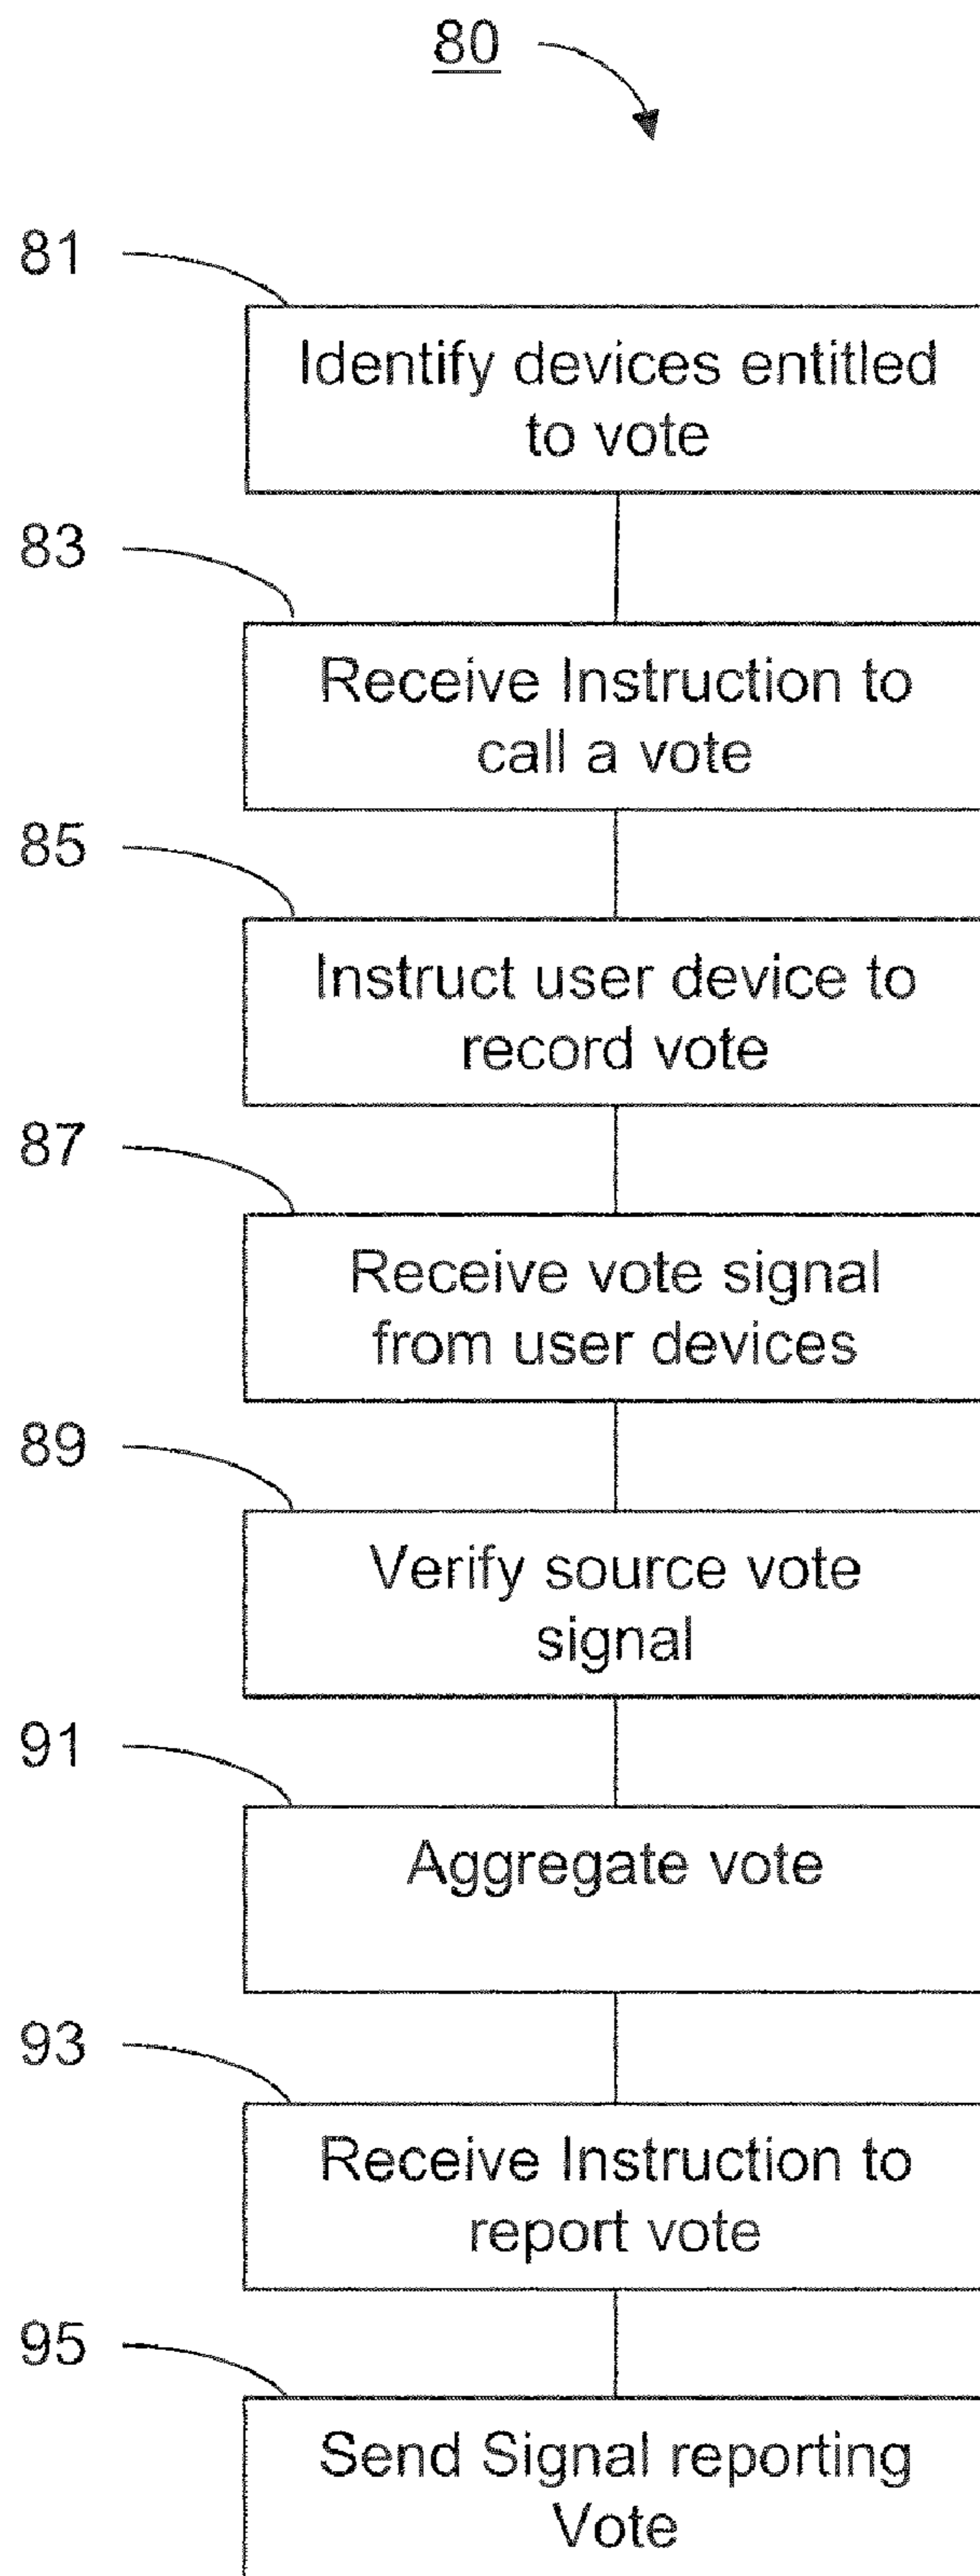 80
81
Identify devices entitled
to vote
83
Receive Instruction to
call a vote
85
Instruct user device to
record vote
87
Receive vote signal
from user devices
89
Verify source vote
signal
91
Aggregate vote
93
Receive Instruction to
report vote
95
Send Signal reporting
Vote